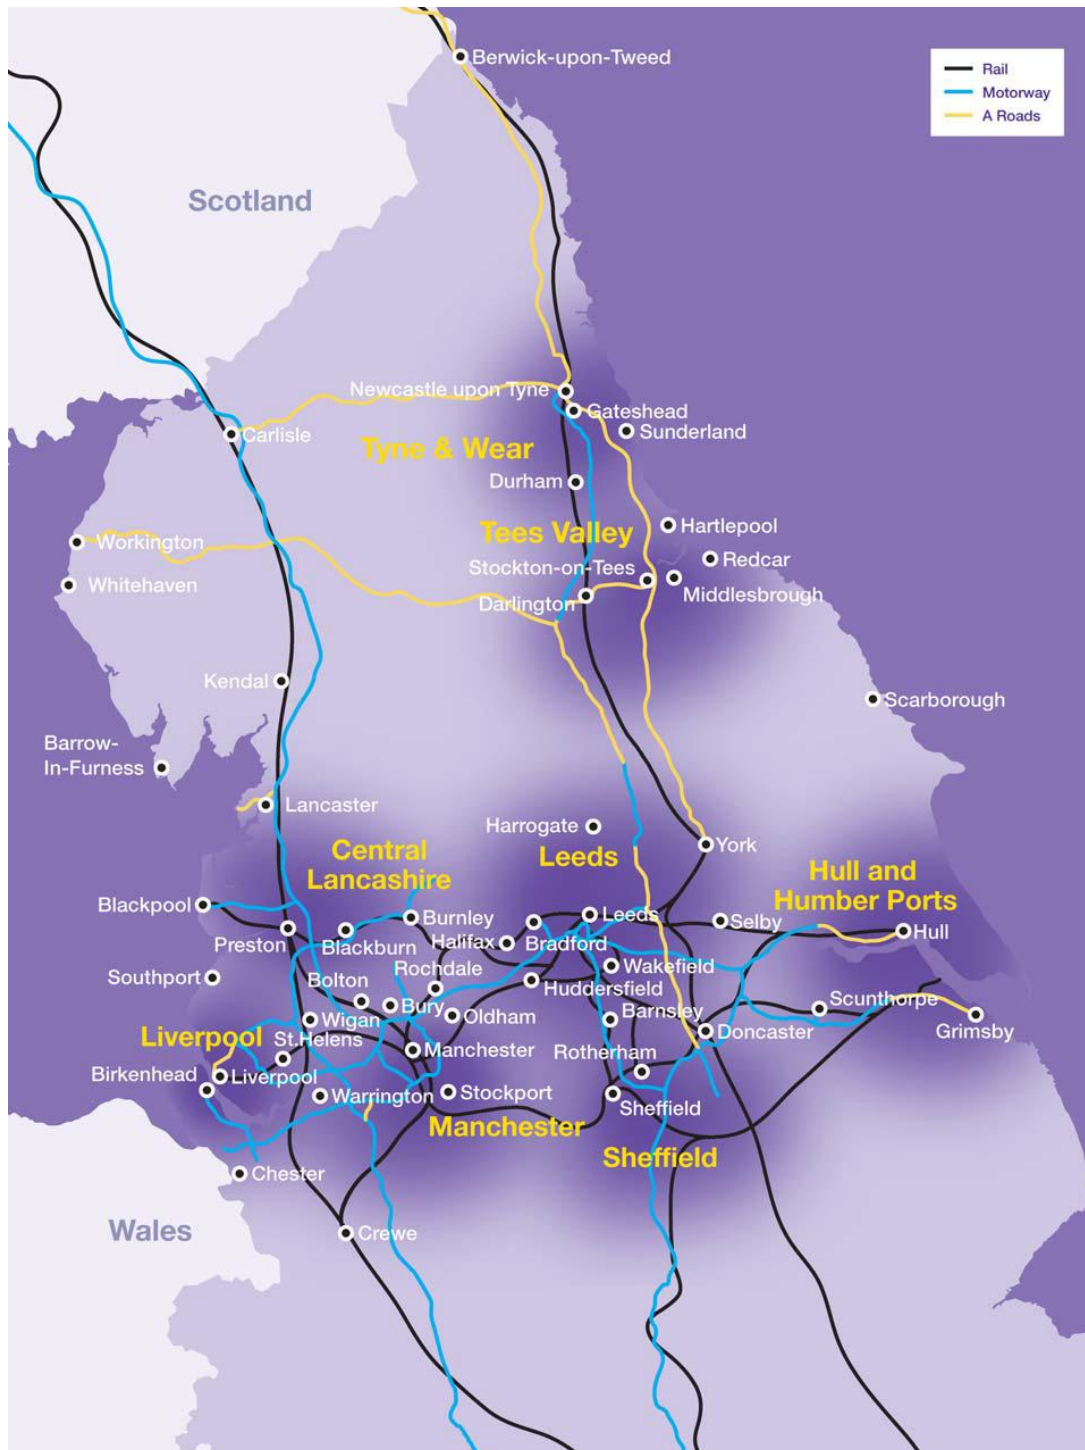 Berwick-upon-Tweed
Rail
Motorway
A Roads
Scotland
Newcastle upon Tyne
Gateshead
Sunderland
Carlisle
Tyne & Wear
Durham
Hartlepool
Tees Valley
Workington
Redcar
Stockton-on-Tees
Whitehaven
Middlesbrough
Darlington
Kendal
Scarborough
Barrow-
In-Furness
Lancaster
Harrogate
York
Central
Lancashire
Leeds
Hull and
Humber Ports
Blackpool
Burnley
Leeds
Selby
Hull
Preston
Blackburn
Halifax
Bradford
Southport
Rochdale
Wakefield
Bolton
Huddersfield
Scunthorpe
Bury
Oldham
Barnsley
Wigan
Doncaster
Grimsby
Liverpool
St.Helens
Manchester
Rotherham
Birkenhead
Liverpool
Warrington
Stockport
Sheffield
Manchester
Sheffield
Chester
Wales
Crewe